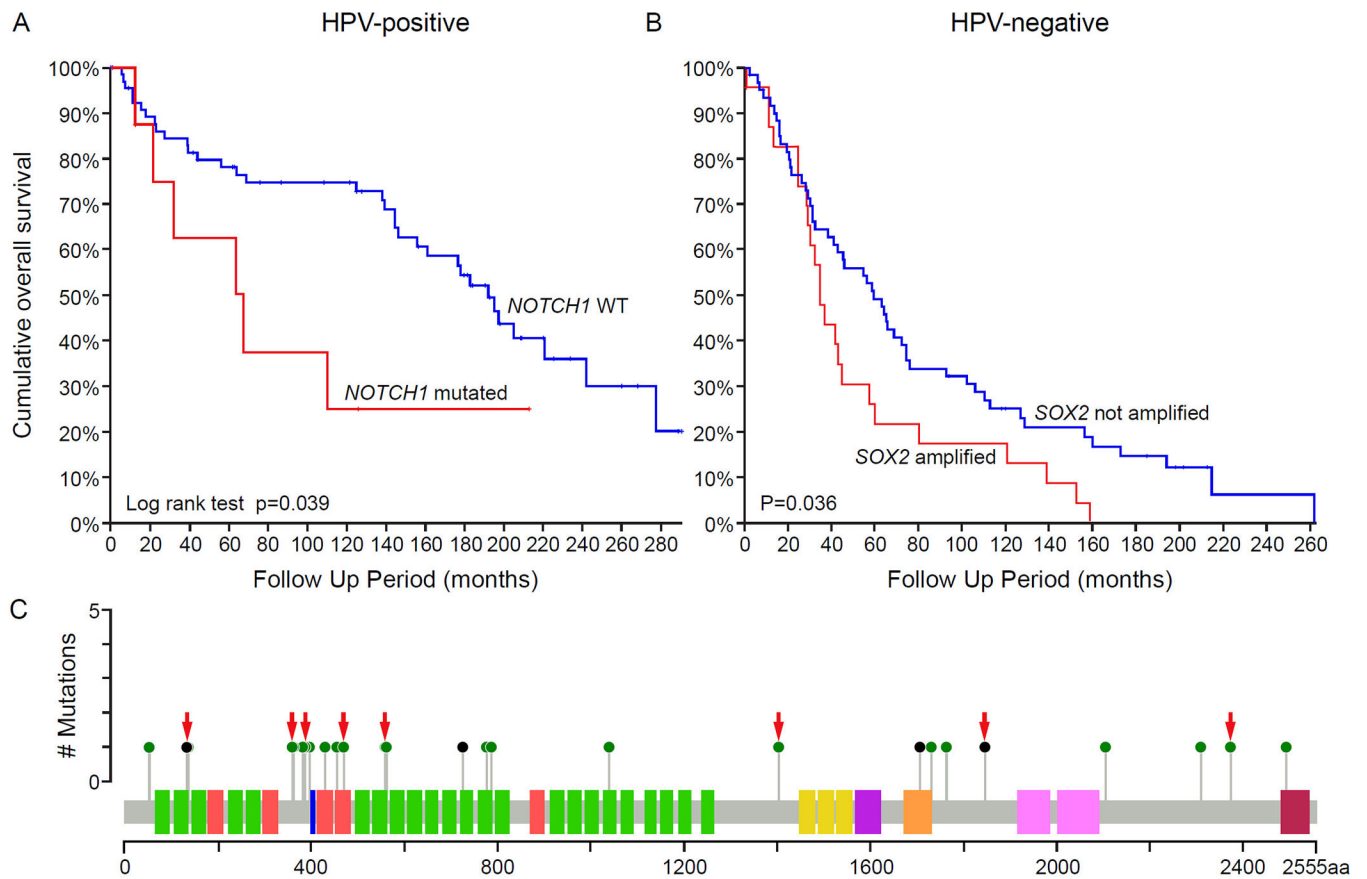 A
HPV-positive
B
HPV-negative
Cumulative overall survival
100%
90%
80%
70%
60%
50%
40%
30%
20%
10%
0%
NOTCH1 WT
NOTCH1 mutated
Log rank test p=0.039
0 20 40 60 80 100 120 140 160 180 200 220 240 260 280
Follow Up Period (months)
100%
90%
80%
70%
60%
50%
40%
30%
20%
10%
0%
SOX2 not amplified
SOX2 amplified
P=0.036
0 20 40 60 80 100 120 140 160 180 200 220 240 260
Follow Up Period (months)
C
# Mutations
5
0
0 400 800 1200 1600 2000 2400 2555aa